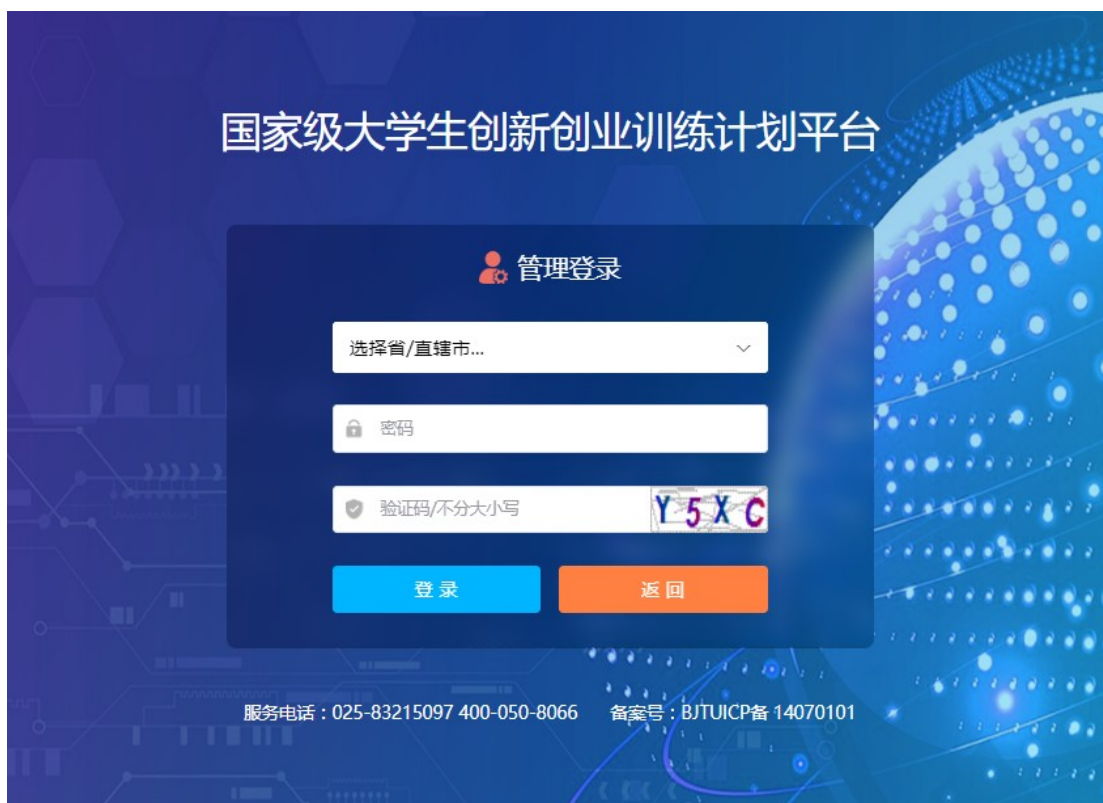 国家级大学生创新创业训练计划平台
管理登录
选择省/直辖市...
密码
验证码/不分大小写 Y5XC
登录 返回
服务电话：025-83215097 400-050-8066 备案号：BJTUICP备 14070101